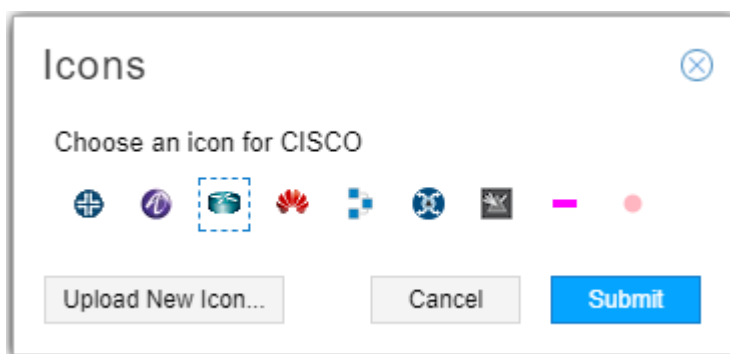 Icons
Choose an icon for CISCO
Upload New Icon...
Cancel
Submit